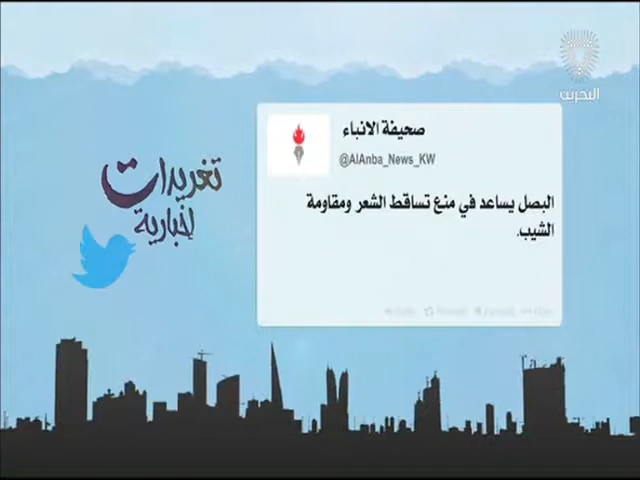 البحرين
صحيفة الانباء
@AlAnba_News_KW
تغريدات
إخبارية
البصل يساعد في منع تساقط الشعر ومقاومة
الشيب.